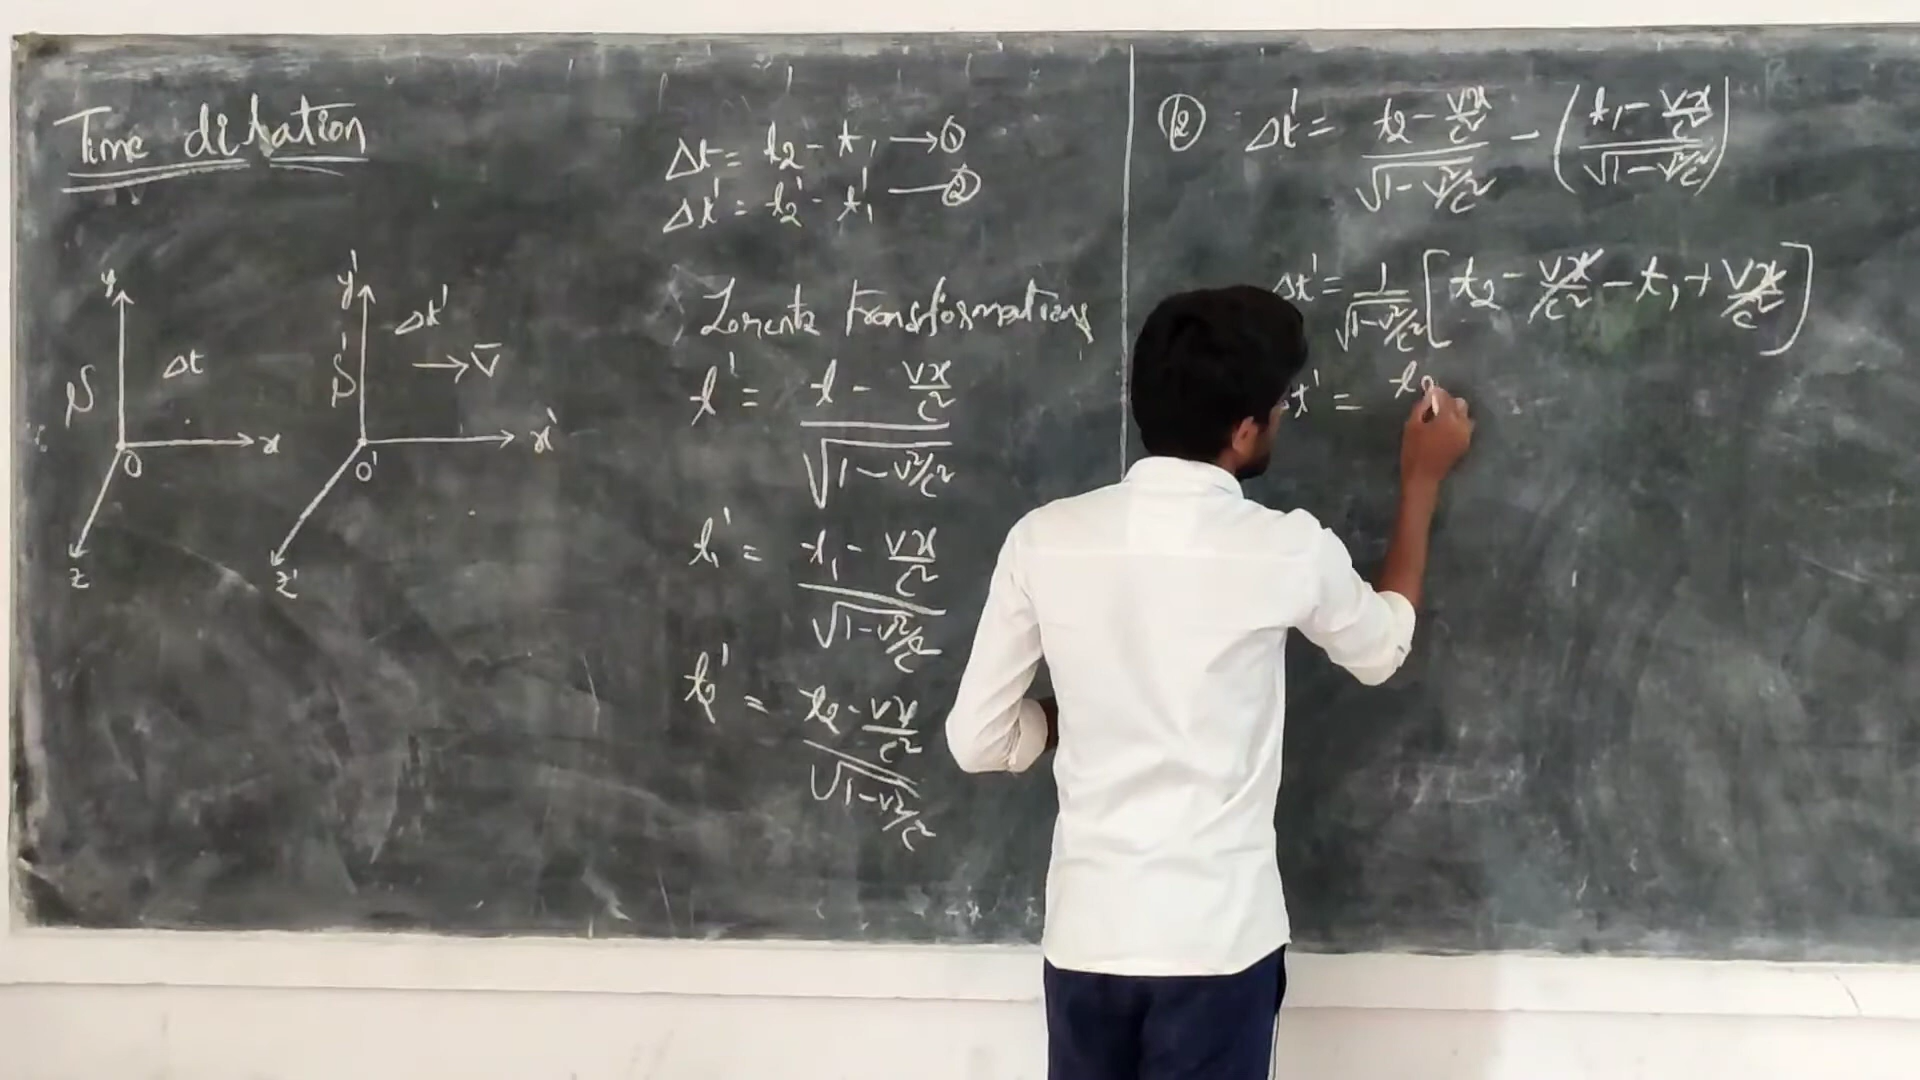 Time dilation
Δt = t₂ - t₁ → ①
Δt' = t₂' - t₁' — ②
y
Δt
S
O
x
z
y'
Δt'
→ V̄
S'
O'
x'
z'
Lorentz transformations
t' = (t - vx/c²) / √(1 - v²/c²)
t₁' = (t₁ - vx/c²) / √(1 - v²/c²)
t₂' = (t₂ - vx/c²) / √(1 - v²/c²)
② Δt' = (t₂ - vx/c²) / √(1 - v²/c²) - ((t₁ - vx/c²) / √(1 - v²/c²))
Δt' = 1/√(1 - v²/c²) [t₂ - vx/c² - t₁ + vx/c²]
t' = t₂